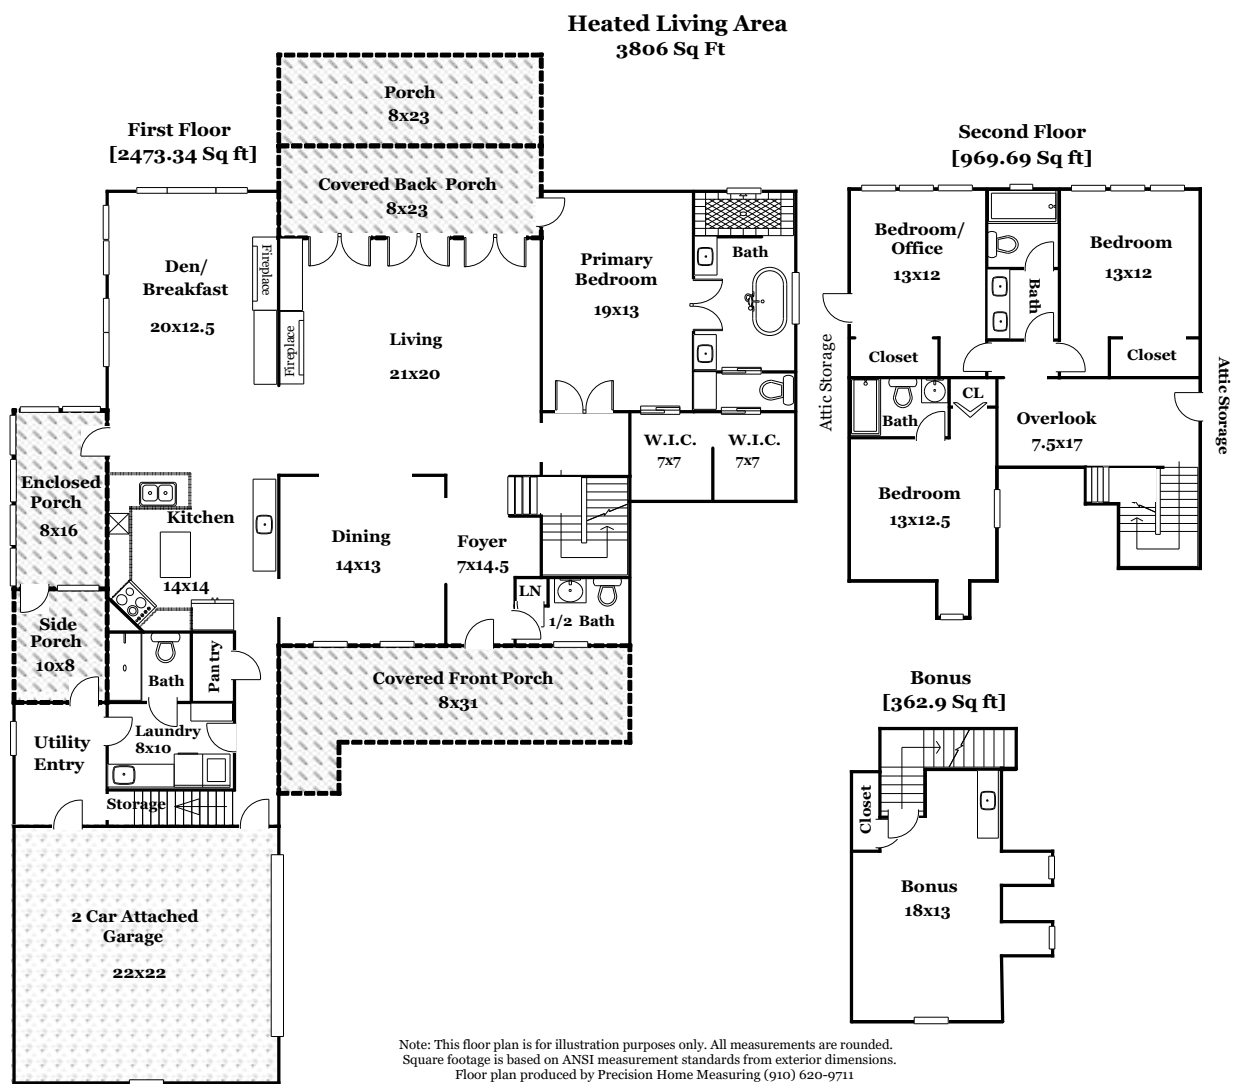 Heated Living Area
3806 Sq Ft
First Floor
[2473.34 Sq ft]
Porch
8x23
Covered Back Porch
8x23
Den/
Breakfast
20x12.5
Fireplace
Fireplace
Living
21x20
Primary
Bedroom
19x13
Bath
W.I.C.
7x7
W.I.C.
7x7
Enclosed
Porch
8x16
Kitchen
14x14
Dining
14x13
Foyer
7x14.5
LN
1/2 Bath
Side
Porch
10x8
Bath
Pantry
Covered Front Porch
8x31
Utility
Entry
Laundry
8x10
Storage
2 Car Attached
Garage
22x22
Second Floor
[969.69 Sq ft]
Bedroom/
Office
13x12
Bath
Bedroom
13x12
Closet
Closet
Attic Storage
Attic Storage
Bath
CL
Overlook
7.5x17
Bedroom
13x12.5
Bonus
[362.9 Sq ft]
Closet
Bonus
18x13
Note: This floor plan is for illustration purposes only. All measurements are rounded.
Square footage is based on ANSI measurement standards from exterior dimensions.
Floor plan produced by Precision Home Measuring (910) 620-9711